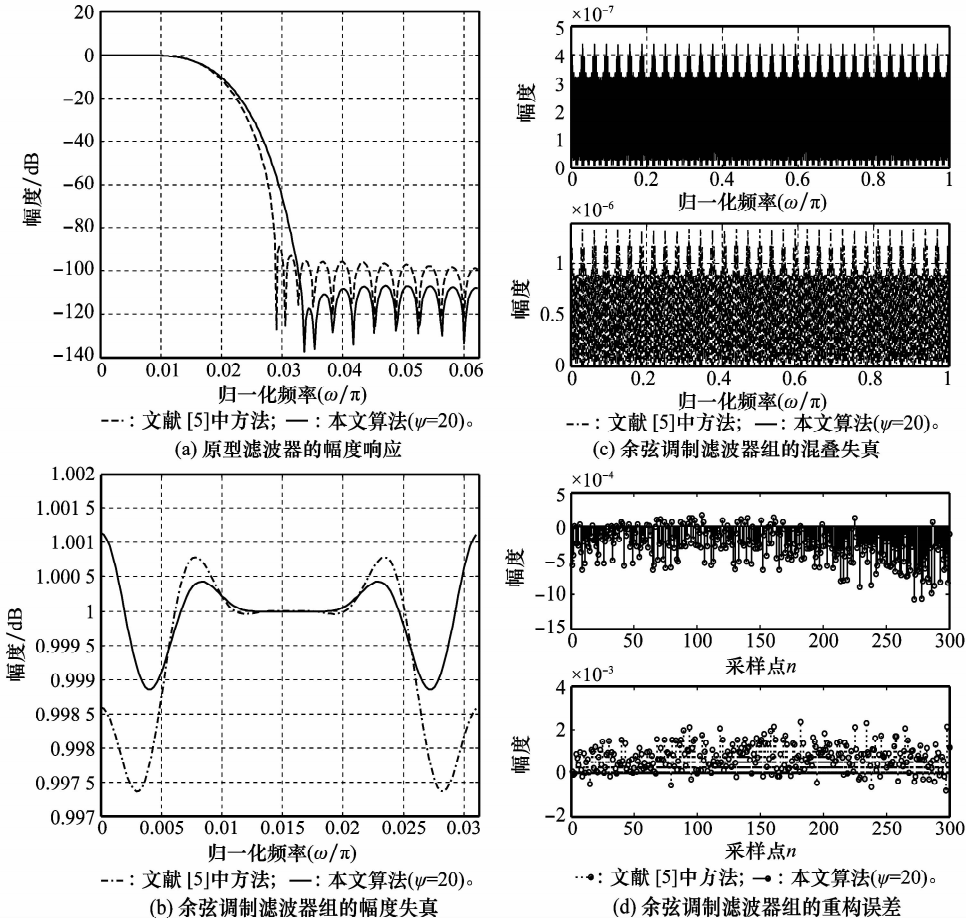 20
0
−20
−40
−60
−80
−100
−120
−140
幅度/dB
0 0.01 0.02 0.03 0.04 0.05 0.06
归一化频率(ω/π)
---: 文献 [5]中方法; —: 本文算法(ψ=20)。
(a) 原型滤波器的幅度响应
×10⁻⁷
5
4
3
2
1
0
幅度
0 0.2 0.4 0.6 0.8 1
归一化频率(ω/π)
×10⁻⁶
1
0.5
0
幅度
0 0.2 0.4 0.6 0.8 1
归一化频率(ω/π)
-·-: 文献 [5]中方法; —: 本文算法(ψ=20)。
(c) 余弦调制滤波器组的混叠失真
1.002
1.001 5
1.001
1.000 5
1
0.999 5
0.999
0.998 5
0.998
0.997 5
0.997
幅度/dB
0 0.005 0.01 0.015 0.02 0.025 0.03
归一化频率(ω/π)
-·-: 文献 [5]中方法; —: 本文算法(ψ=20)。
(b) 余弦调制滤波器组的幅度失真
×10⁻⁴
5
0
−5
−10
−15
幅度
0 50 100 150 200 250 300
采样点n
×10⁻³
4
2
0
−2
幅度
0 50 100 150 200 250 300
采样点n
···•: 文献 [5]中方法; —•: 本文算法(ψ=20)。
(d) 余弦调制滤波器组的重构误差